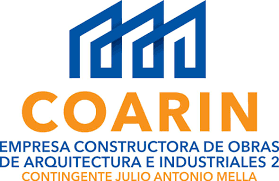 COARIN
EMPRESA CONSTRUCTORA DE OBRAS
DE ARQUITECTURA E INDUSTRIALES 2
CONTINGENTE JULIO ANTONIO MELLA